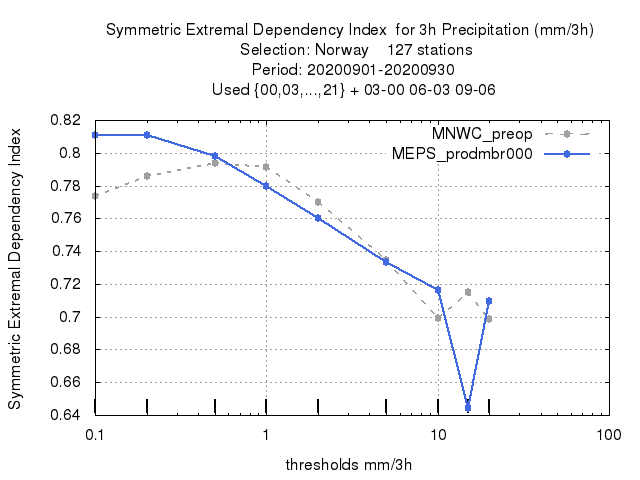 Symmetric Extremal Dependency Index  for 3h Precipitation (mm/3h)
Selection: Norway    127 stations
Period: 20200901-20200930
Used {00,03,...,21} + 03-00 06-03 09-06
MNWC_preop
MEPS_prodmbr000
Symmetric Extremal Dependency Index
0.82
0.8
0.78
0.76
0.74
0.72
0.7
0.68
0.66
0.64
0.1
1
10
100
thresholds mm/3h